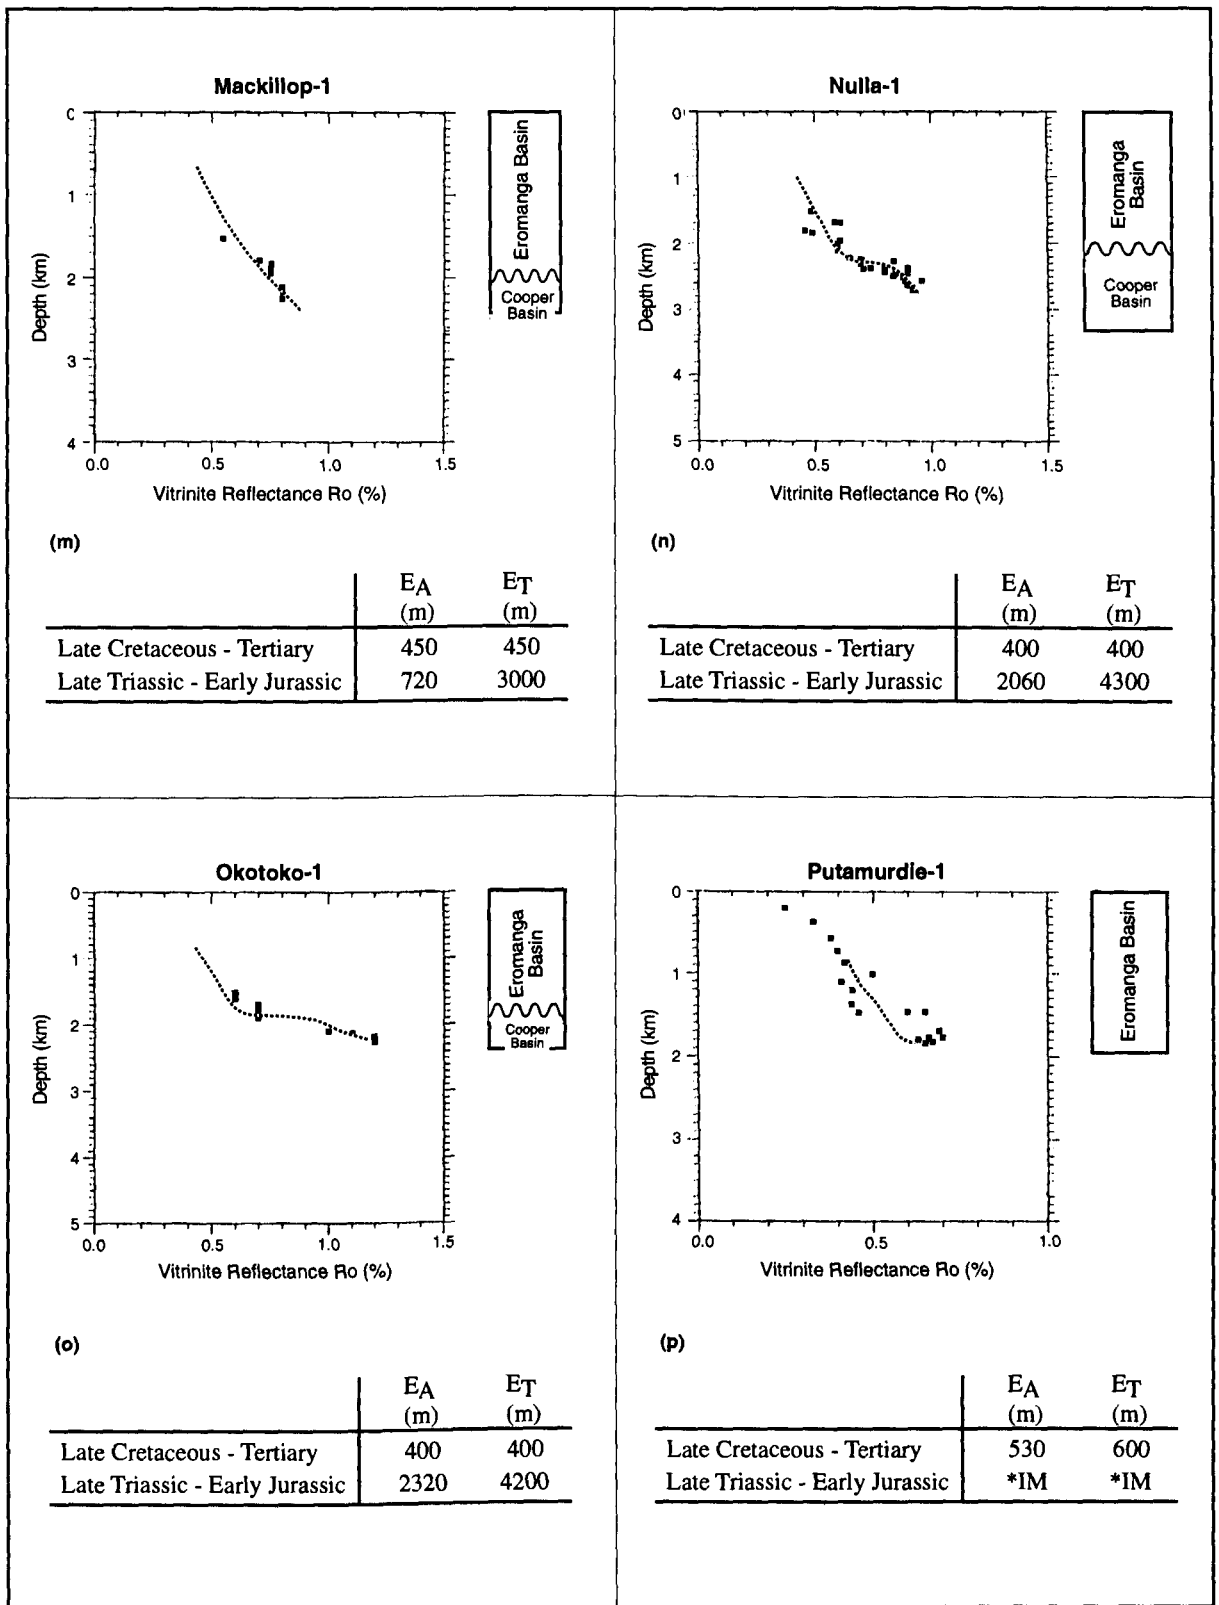 Mackillop-1
0
1
2
3
4
Depth (km)
0.0 0.5 1.0 1.5
Vitrinite Reflectance Ro (%)
Eromanga Basin
Cooper
Basin
(m)
EA ET
(m) (m)
Late Cretaceous - Tertiary 450 450
Late Triassic - Early Jurassic 720 3000
Nulla-1
0
1
2
3
4
5
Depth (km)
0.0 0.5 1.0 1.5
Vitrinite Reflectance Ro (%)
Eromanga
Basin
Cooper
Basin
(n)
EA ET
(m) (m)
Late Cretaceous - Tertiary 400 400
Late Triassic - Early Jurassic 2060 4300
Okotoko-1
0
1
2
3
4
5
Depth (km)
0.0 0.5 1.0 1.5
Vitrinite Reflectance Ro (%)
Eromanga
Basin
Cooper
Basin
(o)
EA ET
(m) (m)
Late Cretaceous - Tertiary 400 400
Late Triassic - Early Jurassic 2320 4200
Putamurdie-1
0
1
2
3
4
Depth (km)
0.0 0.5 1.0
Vitrinite Reflectance Ro (%)
Eromanga Basin
(p)
EA ET
(m) (m)
Late Cretaceous - Tertiary 530 600
Late Triassic - Early Jurassic *IM *IM